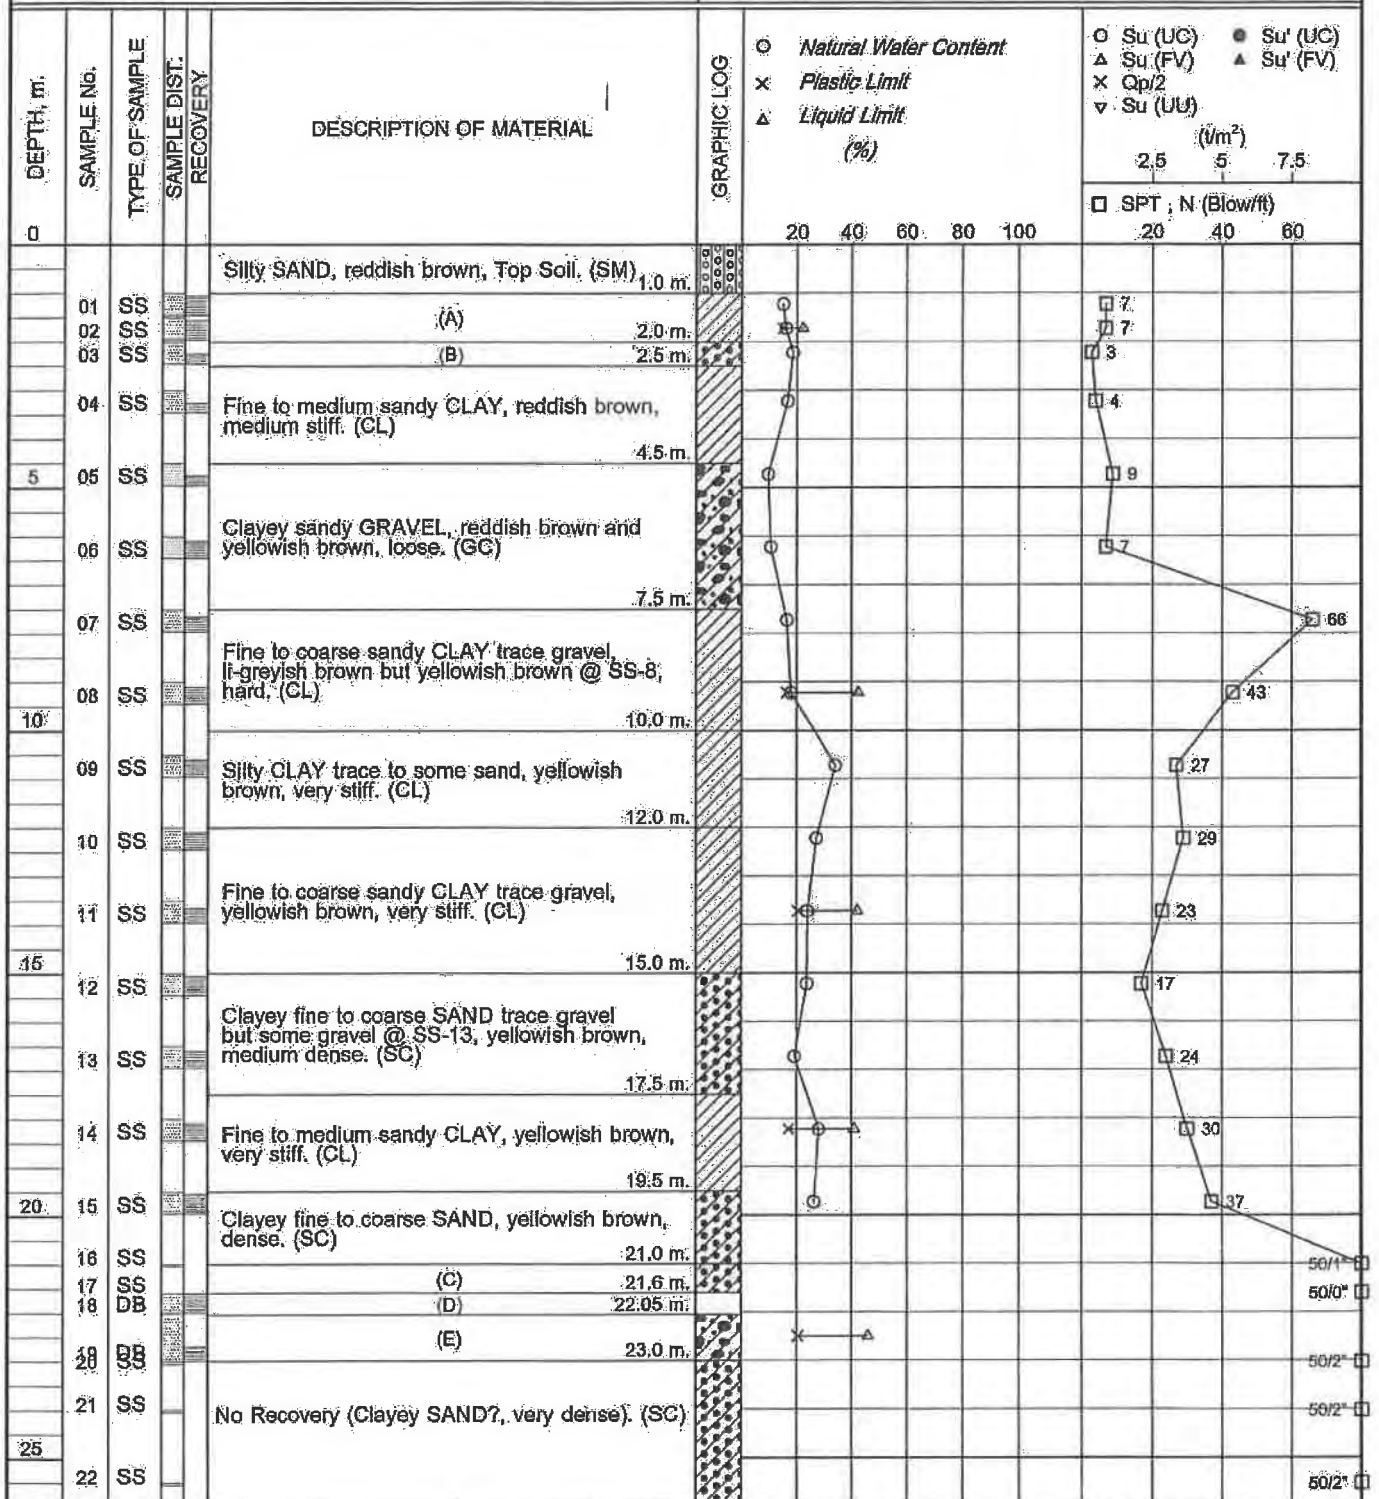 DEPTH, m.
SAMPLE No.
TYPE OF SAMPLE
SAMPLE DIST.
RECOVERY
DESCRIPTION OF MATERIAL
GRAPHIC LOG
Natural Water Content
Plastic Limit
Liquid Limit
(%)
20 40 60 80 100
Su (UC) Su' (UC)
Su (FV) Su' (FV)
Qp/2
Su (UU)
(t/m²)
2.5 5 7.5
SPT , N (Blow/ft)
20 40 60
0
Silty SAND, reddish brown, Top Soil. (SM)
1.0 m.
01 SS (A) 7
02 SS 2.0 m. 7
03 SS (B) 2.5 m. 3
04 SS Fine to medium sandy CLAY, reddish brown, 4
medium stiff. (CL)
4.5 m.
5 05 SS 9
Clayey sandy GRAVEL, reddish brown and
06 SS yellowish brown, loose. (GC) 7
7.5 m.
07 SS 66
Fine to coarse sandy CLAY trace gravel,
li-greyish brown but yellowish brown @ SS-8,
08 SS hard. (CL) 43
10 10.0 m.
09 SS Silty CLAY trace to some sand, yellowish 27
brown, very stiff. (CL)
12.0 m.
10 SS 29
Fine to coarse sandy CLAY trace gravel,
11 SS yellowish brown, very stiff. (CL) 23
15 15.0 m.
12 SS 17
Clayey fine to coarse SAND trace gravel
but some gravel @ SS-13, yellowish brown,
13 SS medium dense. (SC) 24
17.5 m.
14 SS Fine to medium sandy CLAY, yellowish brown, 30
very stiff. (CL)
19.5 m.
20 15 SS 37
Clayey fine to coarse SAND, yellowish brown,
dense. (SC)
16 SS 21.0 m. 50/1"
17 SS (C) 21.6 m. 50/0"
18 DB (D) 22.05 m.
(E)
19 DB 23.0 m.
20 SS 50/2"
21 SS No Recovery (Clayey SAND?, very dense). (SC) 50/2"
25
22 SS 50/2"